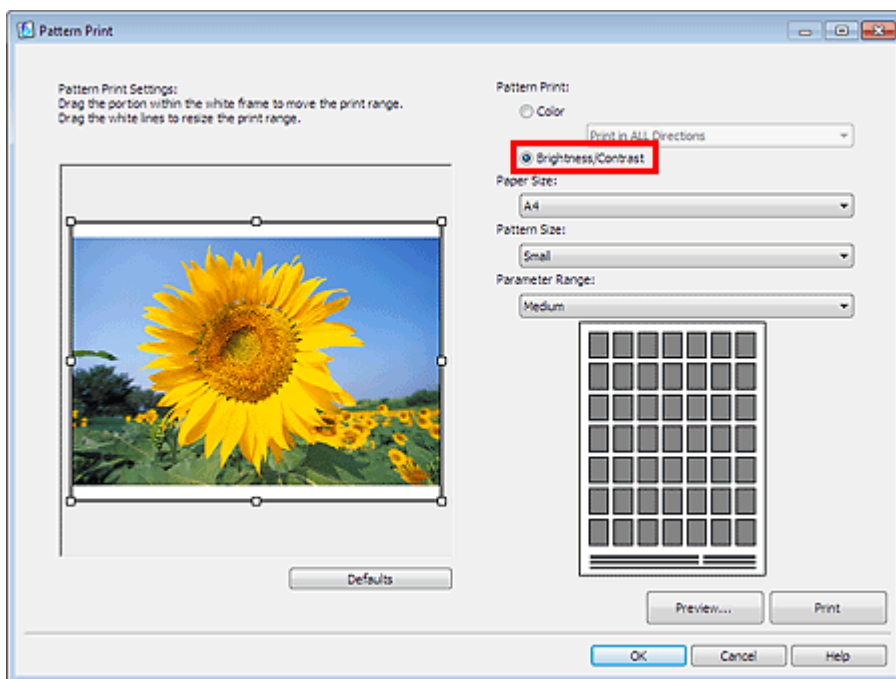 Pattern Print
Pattern Print Settings:
Drag the portion within the white frame to move the print range.
Drag the white lines to resize the print range.
Defaults
Pattern Print:
Color
Print in ALL Directions
Brightness/Contrast
Paper Size:
A4
Pattern Size:
Small
Parameter Range:
Medium
Preview...
Print
OK
Cancel
Help